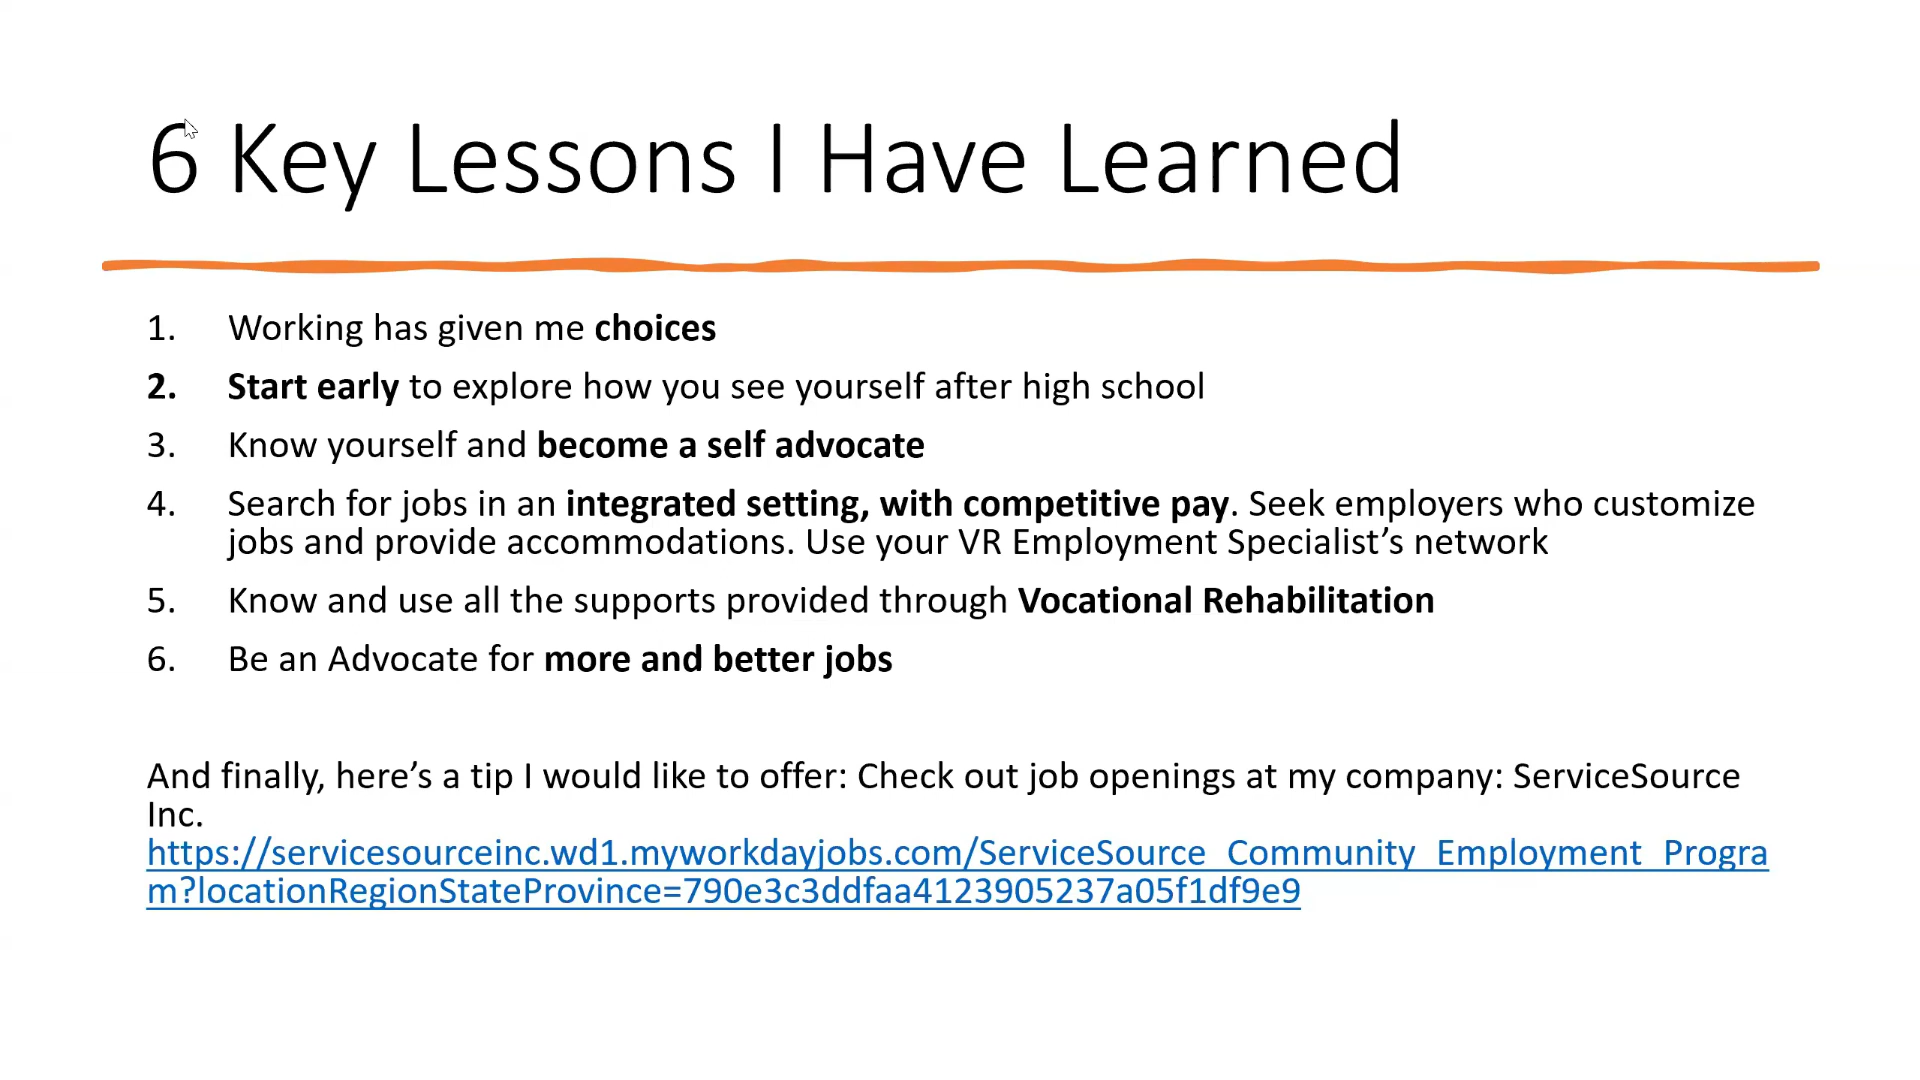 6 Key Lessons I Have Learned
1. Working has given me choices
2. Start early to explore how you see yourself after high school
3. Know yourself and become a self advocate
4. Search for jobs in an integrated setting, with competitive pay. Seek employers who customize
jobs and provide accommodations. Use your VR Employment Specialist’s network
5. Know and use all the supports provided through Vocational Rehabilitation
6. Be an Advocate for more and better jobs
And finally, here’s a tip I would like to offer: Check out job openings at my company: ServiceSource
Inc.
https://servicesourceinc.wd1.myworkdayjobs.com/ServiceSource_Community_Employment_Progra
m?locationRegionStateProvince=790e3c3ddfaa4123905237a05f1df9e9